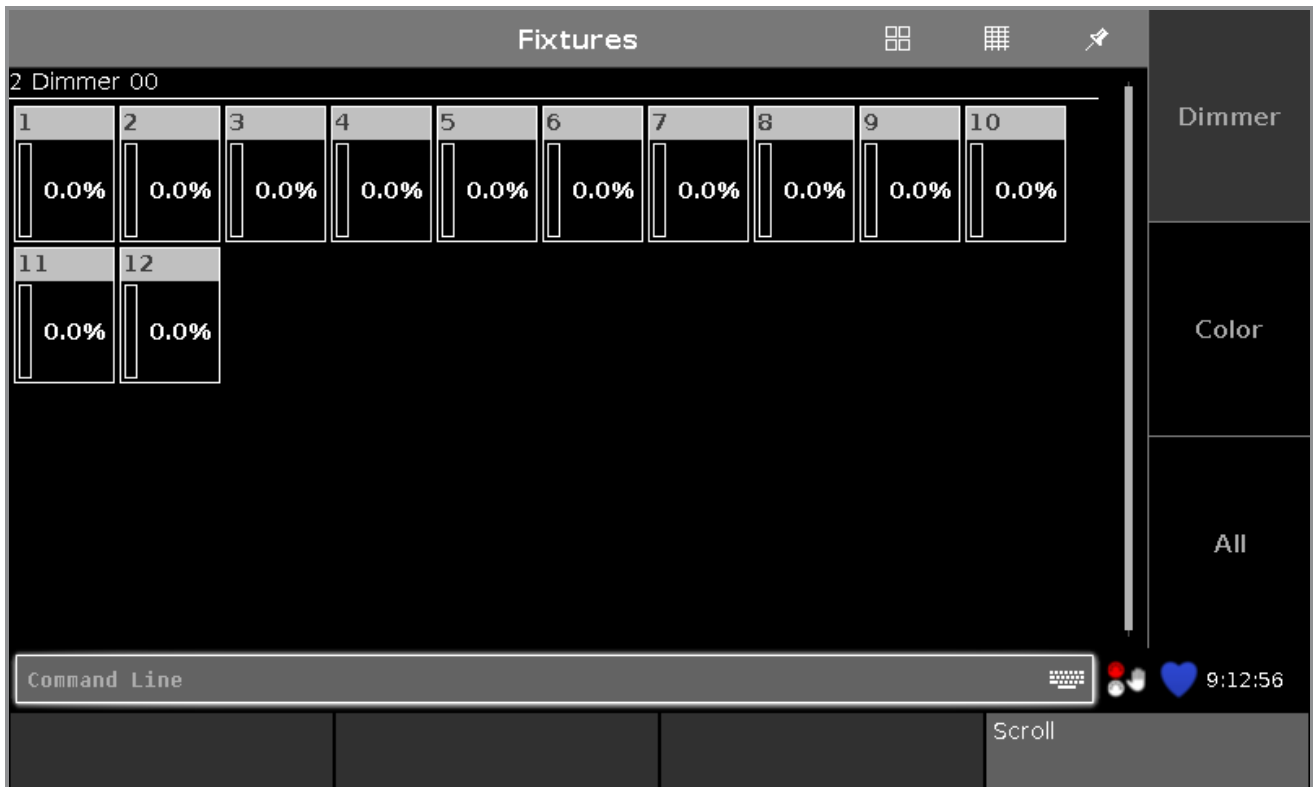 Fixtures
2 Dimmer 00
1 2 3 4 5 6 7 8 9 10
0.0% 0.0% 0.0% 0.0% 0.0% 0.0% 0.0% 0.0% 0.0% 0.0%
11 12
0.0% 0.0%
Dimmer
Color
All
Command Line
9:12:56
Scroll